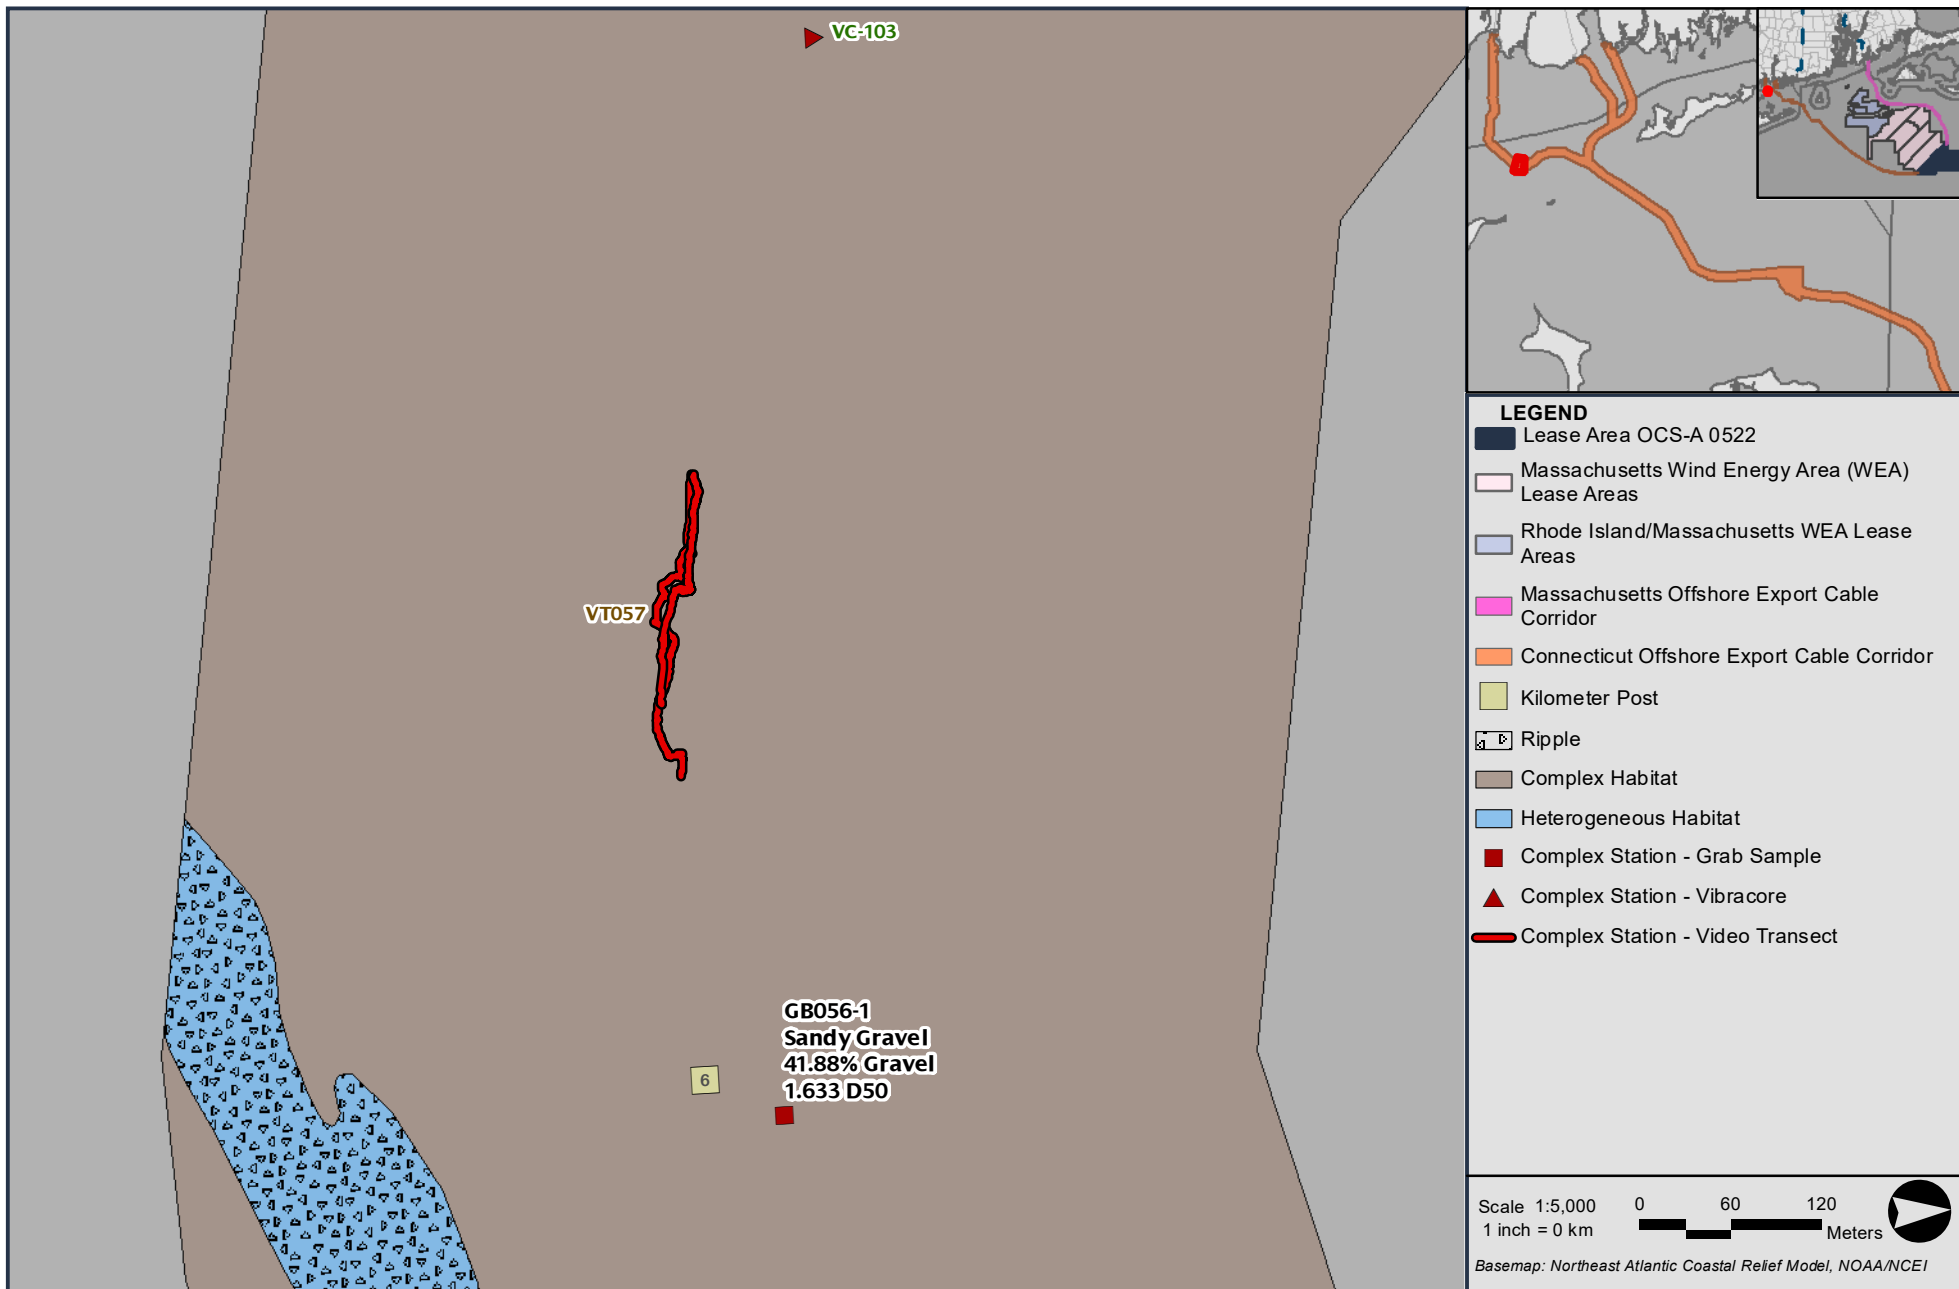 VC-103
VT057
GB056-1
Sandy Gravel
41.88% Gravel
1.633 D50
6
LEGEND
Lease Area OCS-A 0522
Massachusetts Wind Energy Area (WEA)
Lease Areas
Rhode Island/Massachusetts WEA Lease
Areas
Massachusetts Offshore Export Cable
Corridor
Connecticut Offshore Export Cable Corridor
Kilometer Post
Ripple
Complex Habitat
Heterogeneous Habitat
Complex Station - Grab Sample
Complex Station - Vibracore
Complex Station - Video Transect
Scale 1:5,000
1 inch = 0 km
0 60 120
Meters
Basemap: Northeast Atlantic Coastal Relief Model, NOAA/NCEI